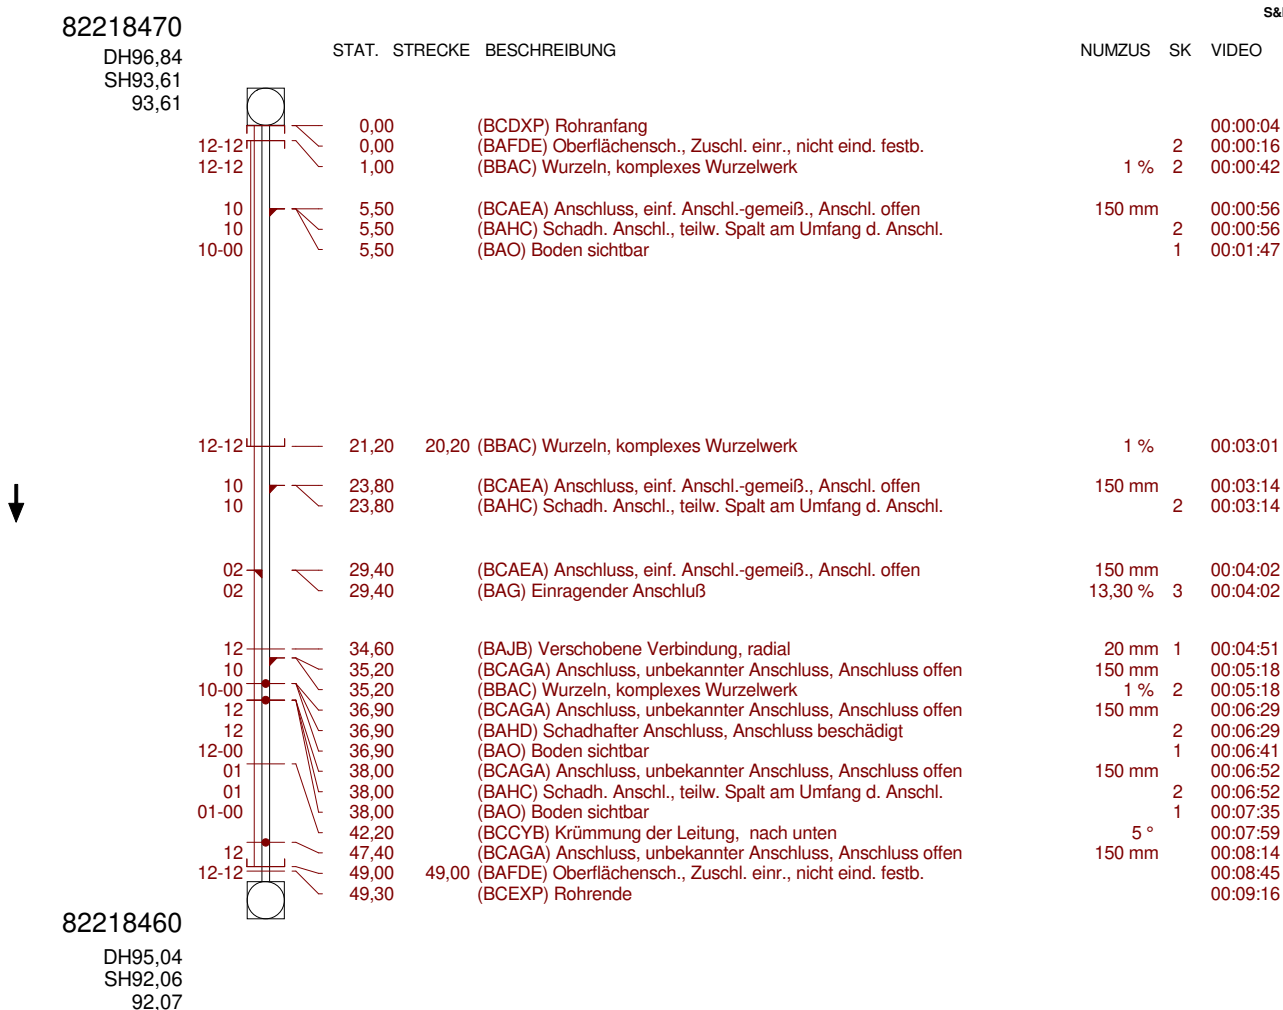 S&
82218470
DH96,84
SH93,61
93,61
STAT. STRECKE BESCHREIBUNG NUMZUS SK VIDEO
0,00 (BCDXP) Rohranfang 00:00:04
12-12 0,00 (BAFDE) Oberflächensch., Zuschl. einr., nicht eind. festb. 2 00:00:16
12-12 1,00 (BBAC) Wurzeln, komplexes Wurzelwerk 1 % 2 00:00:42
10 5,50 (BCAEA) Anschluss, einf. Anschl.-gemeiß., Anschl. offen 150 mm 00:00:56
10 5,50 (BAHC) Schadh. Anschl., teilw. Spalt am Umfang d. Anschl. 2 00:00:56
10-00 5,50 (BAO) Boden sichtbar 1 00:01:47
12-12 21,20 20,20 (BBAC) Wurzeln, komplexes Wurzelwerk 1 % 00:03:01
10 23,80 (BCAEA) Anschluss, einf. Anschl.-gemeiß., Anschl. offen 150 mm 00:03:14
10 23,80 (BAHC) Schadh. Anschl., teilw. Spalt am Umfang d. Anschl. 2 00:03:14
02 29,40 (BCAEA) Anschluss, einf. Anschl.-gemeiß., Anschl. offen 150 mm 00:04:02
02 29,40 (BAG) Einragender Anschluß 13,30 % 3 00:04:02
12 34,60 (BAJB) Verschobene Verbindung, radial 20 mm 1 00:04:51
10 35,20 (BCAGA) Anschluss, unbekannter Anschluss, Anschluss offen 150 mm 00:05:18
10-00 35,20 (BBAC) Wurzeln, komplexes Wurzelwerk 1 % 2 00:05:18
12 36,90 (BCAGA) Anschluss, unbekannter Anschluss, Anschluss offen 150 mm 00:06:29
12 36,90 (BAHD) Schadhafter Anschluss, Anschluss beschädigt 2 00:06:29
12-00 36,90 (BAO) Boden sichtbar 1 00:06:41
01 38,00 (BCAGA) Anschluss, unbekannter Anschluss, Anschluss offen 150 mm 00:06:52
01 38,00 (BAHC) Schadh. Anschl., teilw. Spalt am Umfang d. Anschl. 2 00:06:52
01-00 38,00 (BAO) Boden sichtbar 1 00:07:35
42,20 (BCCYB) Krümmung der Leitung, nach unten 5 ° 00:07:59
12 47,40 (BCAGA) Anschluss, unbekannter Anschluss, Anschluss offen 150 mm 00:08:14
12-12 49,00 49,00 (BAFDE) Oberflächensch., Zuschl. einr., nicht eind. festb. 00:08:45
49,30 (BCEXP) Rohrende 00:09:16
82218460
DH95,04
SH92,06
92,07